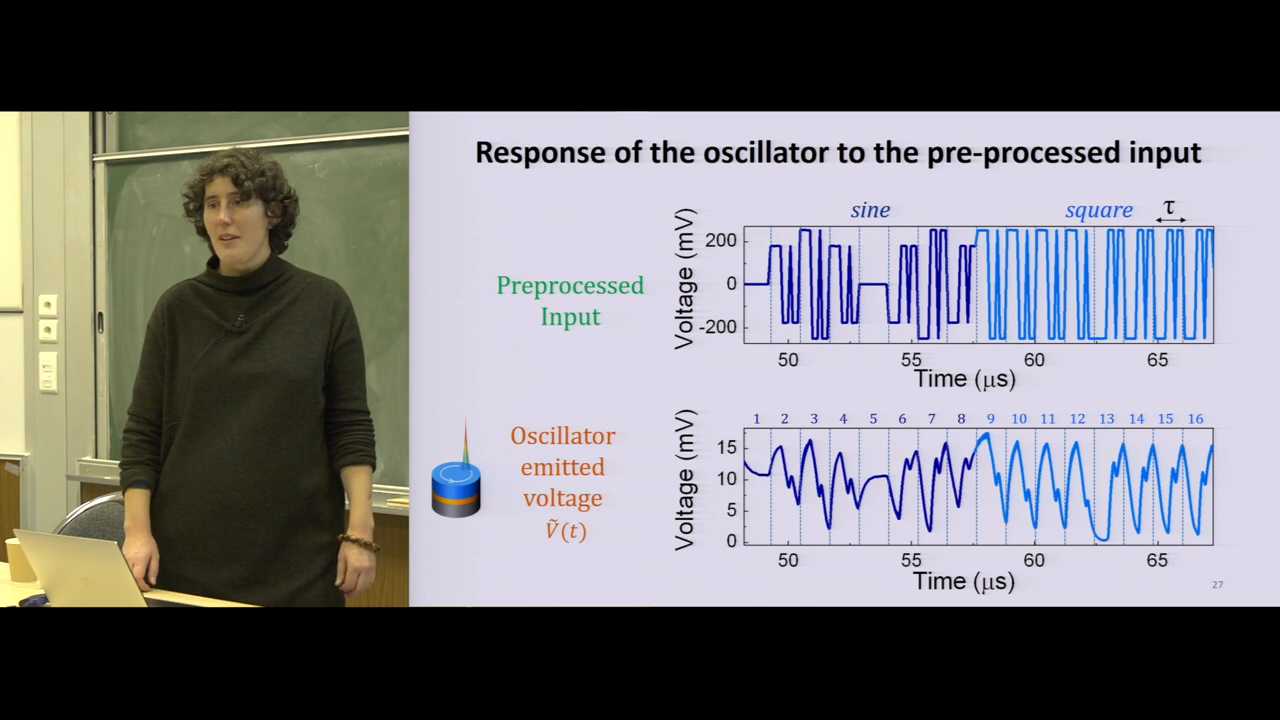 Response of the oscillator to the pre-processed input
sine
square
τ
Preprocessed
Input
Voltage (mV)
200
0
-200
50
55
60
65
Time (μs)
Oscillator
emitted
voltage
Ṽ(t)
1 2 3 4 5 6 7 8 9 10 11 12 13 14 15 16
Voltage (mV)
15
10
5
0
50
55
60
65
Time (μs)
27